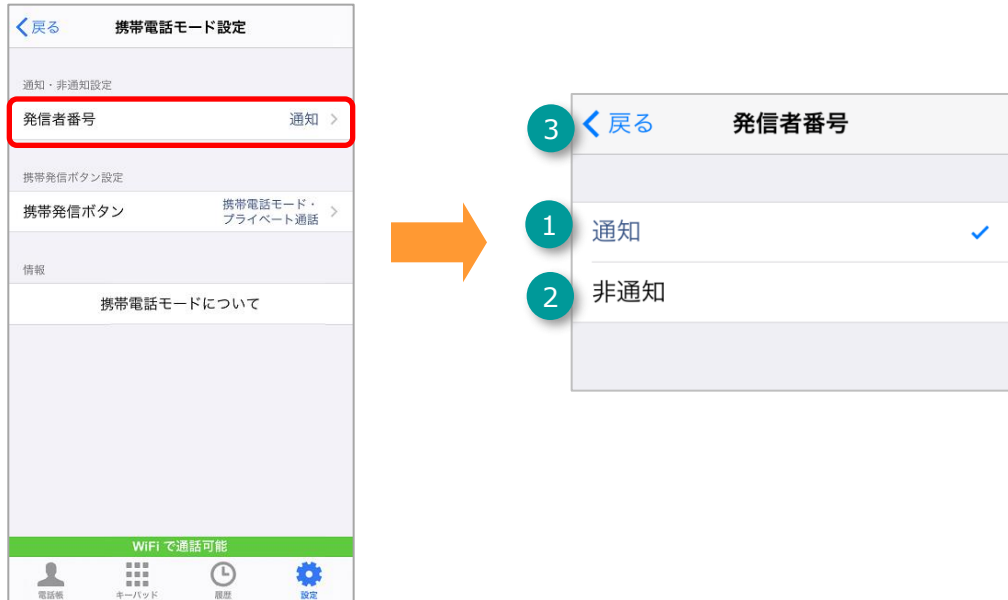 戻る 携帯電話モード設定
通知・非通知設定
発信者番号 通知
携帯発信ボタン設定
携帯発信ボタン 携帯電話モード・
プライベート通話
情報
携帯電話モードについて
WiFi で通話可能
電話帳 キーパッド 履歴 設定
3 戻る 発信者番号
1 通知
2 非通知